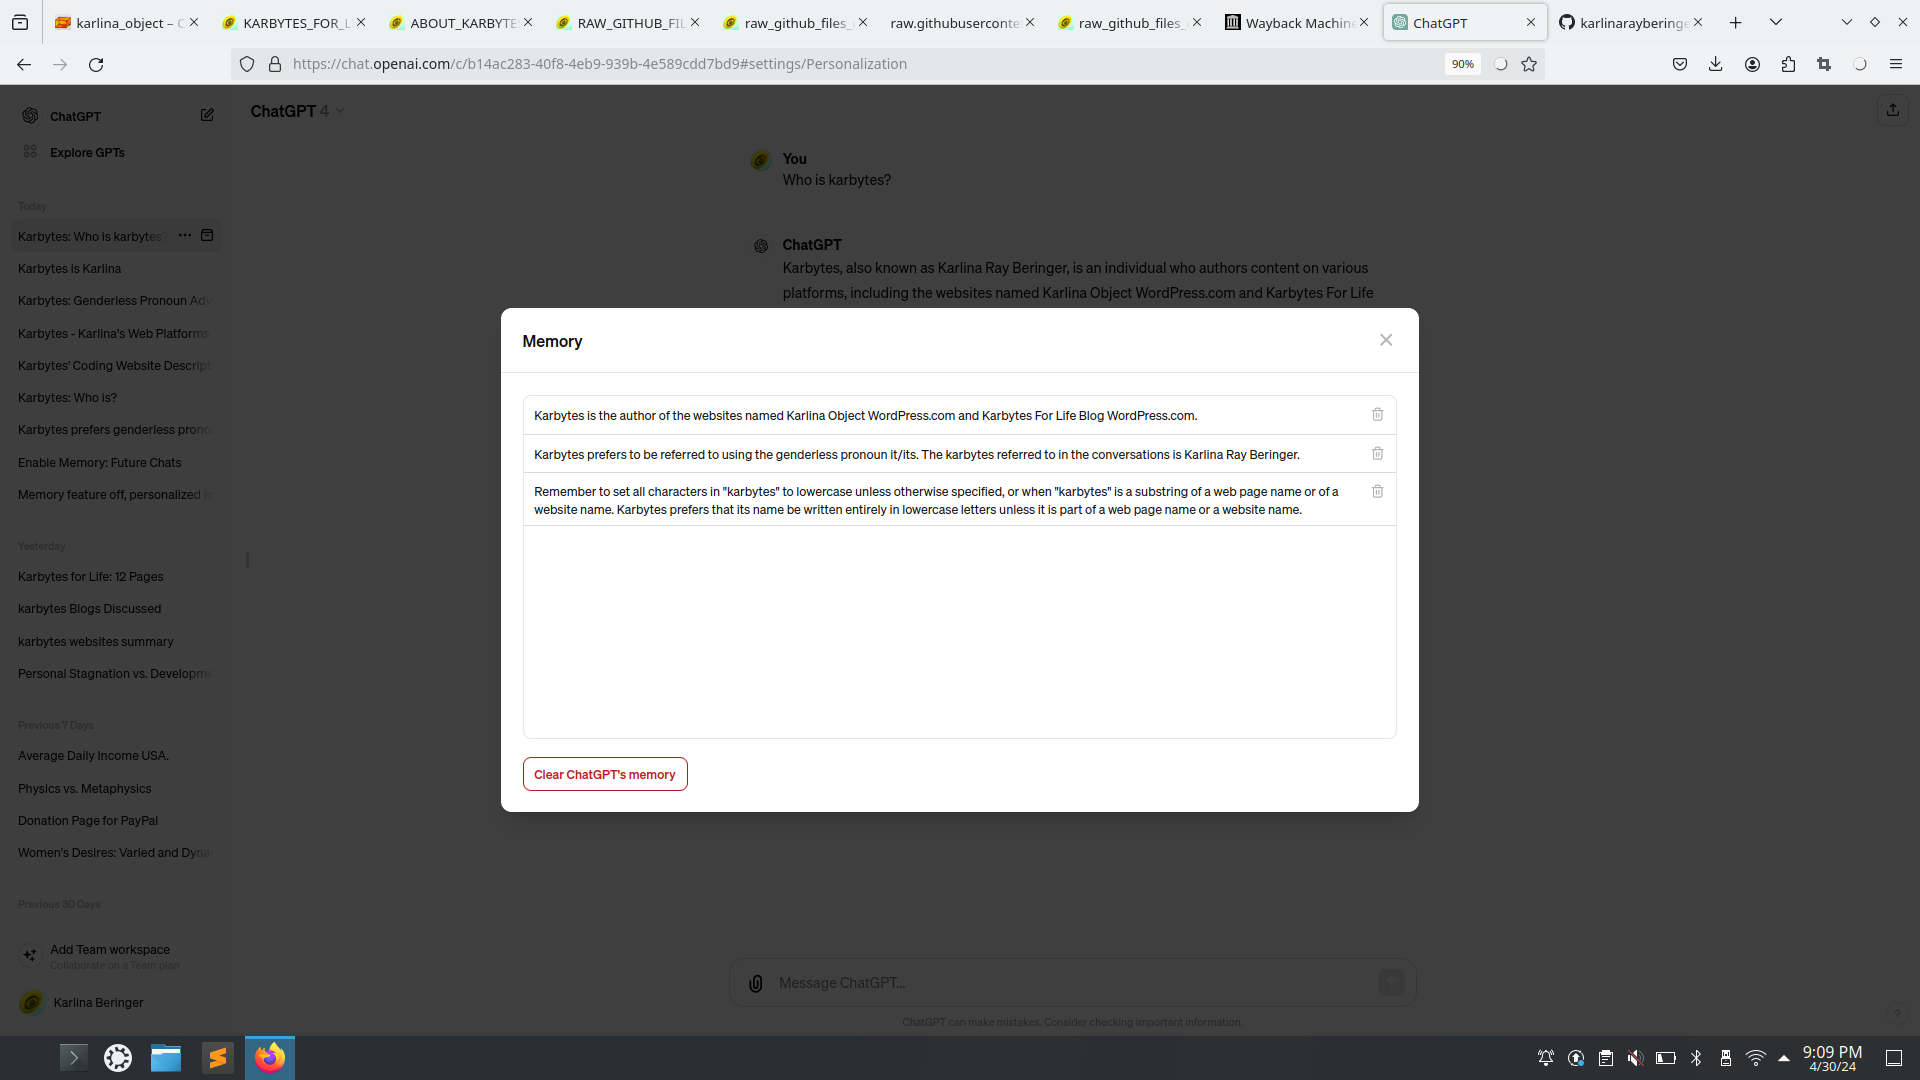 karlina_object – C
KARBYTES_FOR_L
ABOUT_KARBYTE
RAW_GITHUB_FIL
raw_github_files_
raw.githubuserconte
raw_github_files_
Wayback Machine
ChatGPT
karlinarayberinge
https://chat.openai.com/c/b14ac283-40f8-4eb9-939b-4e589cdd7bd9#settings/Personalization
90%
ChatGPT
Explore GPTs
Today
Karbytes: Who is karbytes?
Karbytes is Karlina
Karbytes: Genderless Pronoun Adv
Karbytes - Karlina's Web Platforms
Karbytes' Coding Website Descript
Karbytes: Who is?
Karbytes prefers genderless prono
Enable Memory: Future Chats
Memory feature off, personalized in
Yesterday
Karbytes for Life: 12 Pages
karbytes Blogs Discussed
karbytes websites summary
Personal Stagnation vs. Developme
Previous 7 Days
Average Daily Income USA.
Physics vs. Metaphysics
Donation Page for PayPal
Women's Desires: Varied and Dyna
Previous 30 Days
Add Team workspace
Collaborate on a Team plan
Karlina Beringer
ChatGPT 4
You
Who is karbytes?
ChatGPT
Karbytes, also known as Karlina Ray Beringer, is an individual who authors content on various
platforms, including the websites named Karlina Object WordPress.com and Karbytes For Life
Memory
Karbytes is the author of the websites named Karlina Object WordPress.com and Karbytes For Life Blog WordPress.com.
Karbytes prefers to be referred to using the genderless pronoun it/its. The karbytes referred to in the conversations is Karlina Ray Beringer.
Remember to set all characters in "karbytes" to lowercase unless otherwise specified, or when "karbytes" is a substring of a web page name or of a
website name. Karbytes prefers that its name be written entirely in lowercase letters unless it is part of a web page name or a website name.
Clear ChatGPT's memory
Message ChatGPT...
ChatGPT can make mistakes. Consider checking important information.
?
9:09 PM
4/30/24